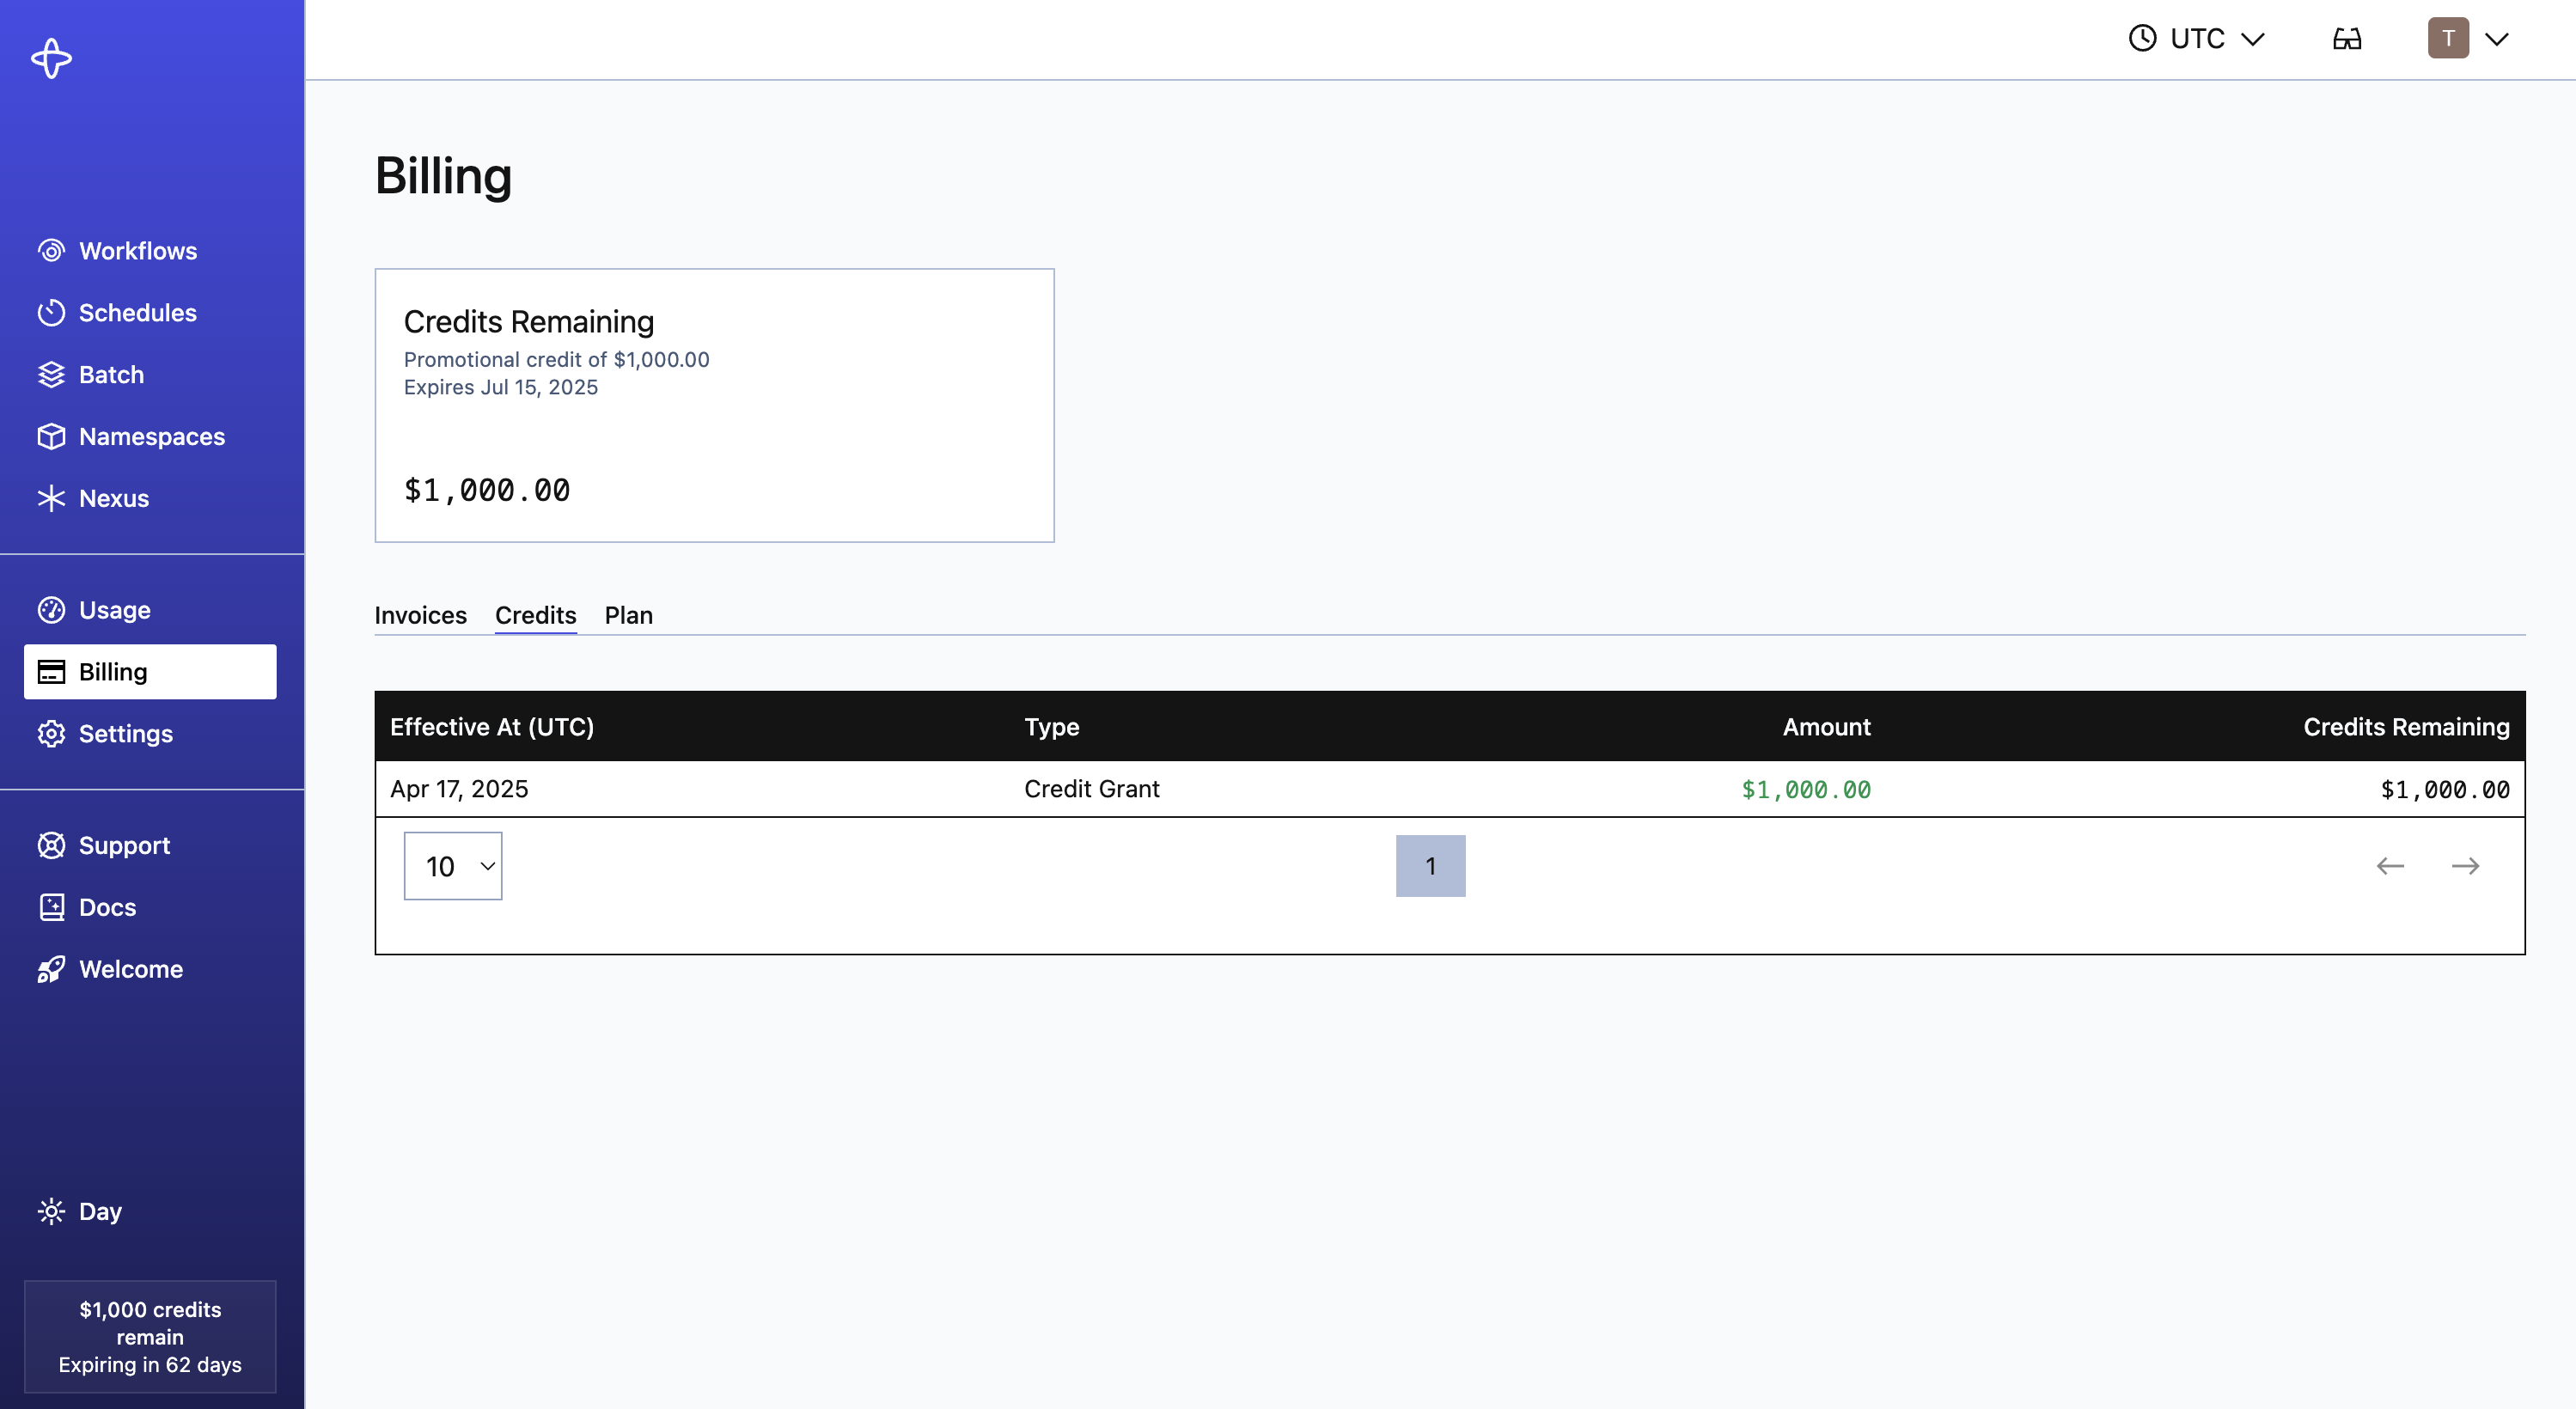 UTC
T
Workflows
Schedules
Batch
Namespaces
Nexus
Usage
Billing
Settings
Support
Docs
Welcome
Day
$1,000 credits
remain
Expiring in 62 days
Billing
Credits Remaining
Promotional credit of $1,000.00
Expires Jul 15, 2025
$1,000.00
Invoices Credits Plan
Effective At (UTC) Type Amount Credits Remaining
Apr 17, 2025 Credit Grant $1,000.00 $1,000.00
10 1